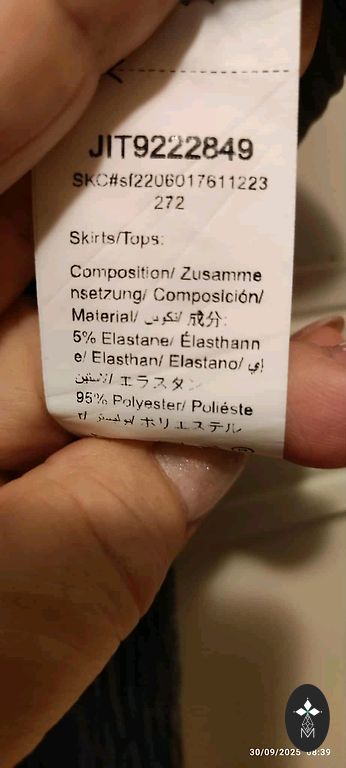 JIT9222849
SKC#sf2206017611223
272
Skirts/Tops:
Composition/ Zusamme
nsetzung/ Composición/
Material/ تكوين/ 成分:
5% Elastane/ Élasthann
e/ Elasthan/ Elastano/ إي
لاستين/ エラスタン
95% Polyester/ Poliéste
r/ بوليستر/ ポリエステル
M
30/09/2025 08:39